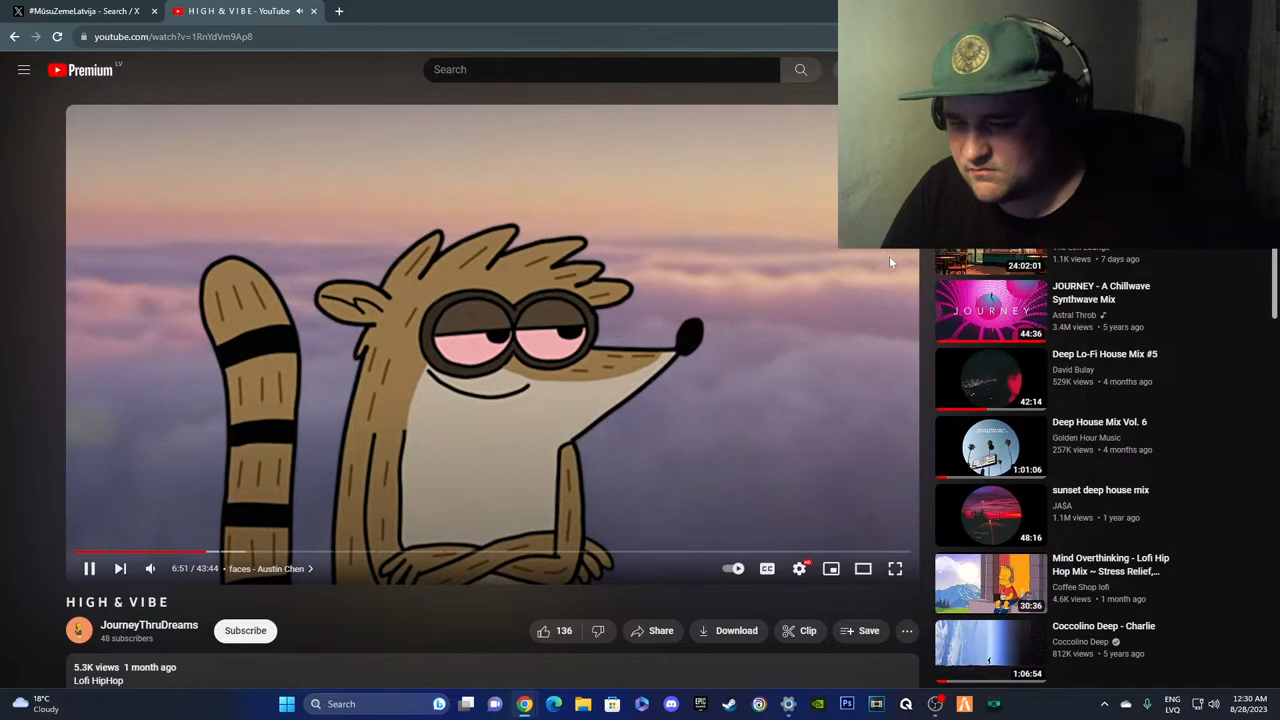 #MūsuZemeLatvija - Search / X
H I G H & V I B E - YouTube
youtube.com/watch?v=1RnYdVm9Ap8
Premium LV
Search
1.1K views • 7 days ago
24:02:01
JOURNEY - A Chillwave
Synthwave Mix
JOURNEY
Astral Throb
3.4M views • 5 years ago
44:36
Deep Lo-Fi House Mix #5
David Bulay
529K views • 4 months ago
42:14
Deep House Mix Vol. 6
Golden Hour Music
257K views • 4 months ago
1:01:06
sunset deep house mix
JA$A
1.1M views • 1 year ago
48:16
Mind Overthinking - Lofi Hip
Hop Mix ~ Stress Relief,...
Coffee Shop lofi
4.6K views • 1 month ago
30:36
Coccolino Deep - Charlie
Coccolino Deep
812K views • 5 years ago
1:06:54
6:51 / 43:44 • faces - Austin Chen >
CC
HD
H I G H & V I B E
JourneyThruDreams
48 subscribers
Subscribe
136
Share
Download
Clip
Save
5.3K views 1 month ago
Lofi HipHop
18°C
Cloudy
Search
EPIC
ENG
LVQ
12:30 AM
8/28/2023